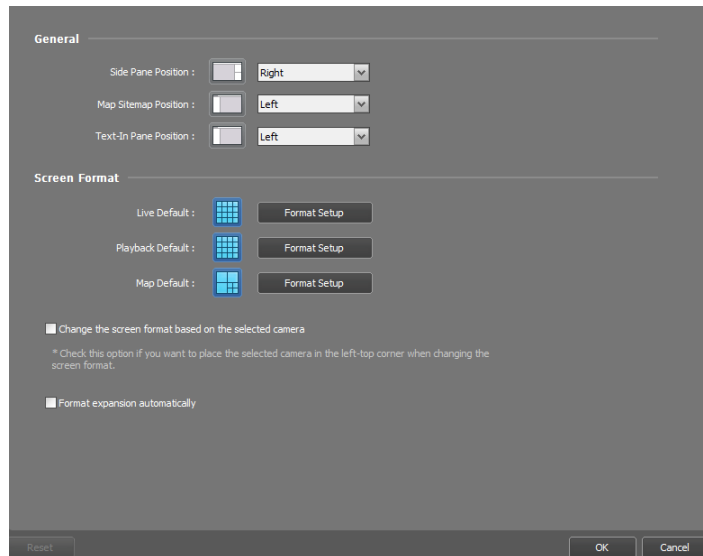 General
Side Pane Position :
Right
Map Sitemap Position :
Left
Text-In Pane Position :
Left
Screen Format
Live Default :
Format Setup
Playback Default :
Format Setup
Map Default :
Format Setup
Change the screen format based on the selected camera
* Check this option if you want to place the selected camera in the left-top corner when changing the
screen format.
Format expansion automatically
Reset
OK
Cancel